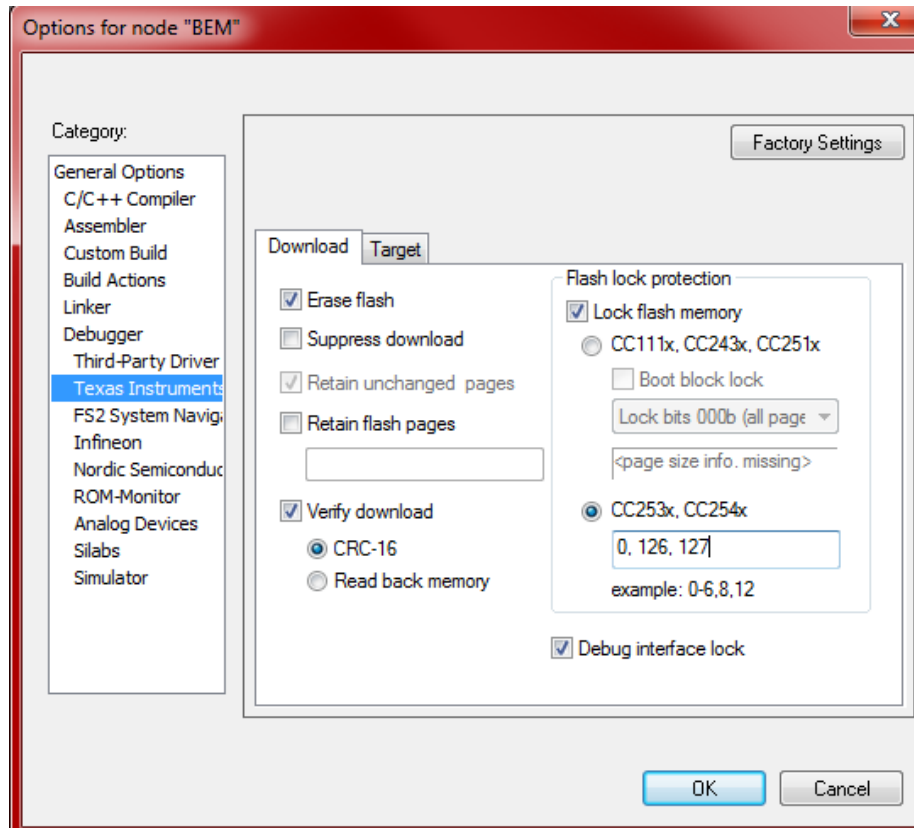 Options for node "BEM"
Category:
General Options
C/C++ Compiler
Assembler
Custom Build
Build Actions
Linker
Debugger
Third-Party Driver
Texas Instruments
FS2 System Naviga
Infineon
Nordic Semiconduc
ROM-Monitor
Analog Devices
Silabs
Simulator
Factory Settings
Download
Target
Erase flash
Suppress download
Retain unchanged pages
Retain flash pages
Verify download
CRC-16
Read back memory
Flash lock protection
Lock flash memory
CC111x, CC243x, CC251x
Boot block lock
Lock bits 000b (all page
<page size info. missing>
CC253x, CC254x
0, 126, 127
example: 0-6,8,12
Debug interface lock
OK
Cancel